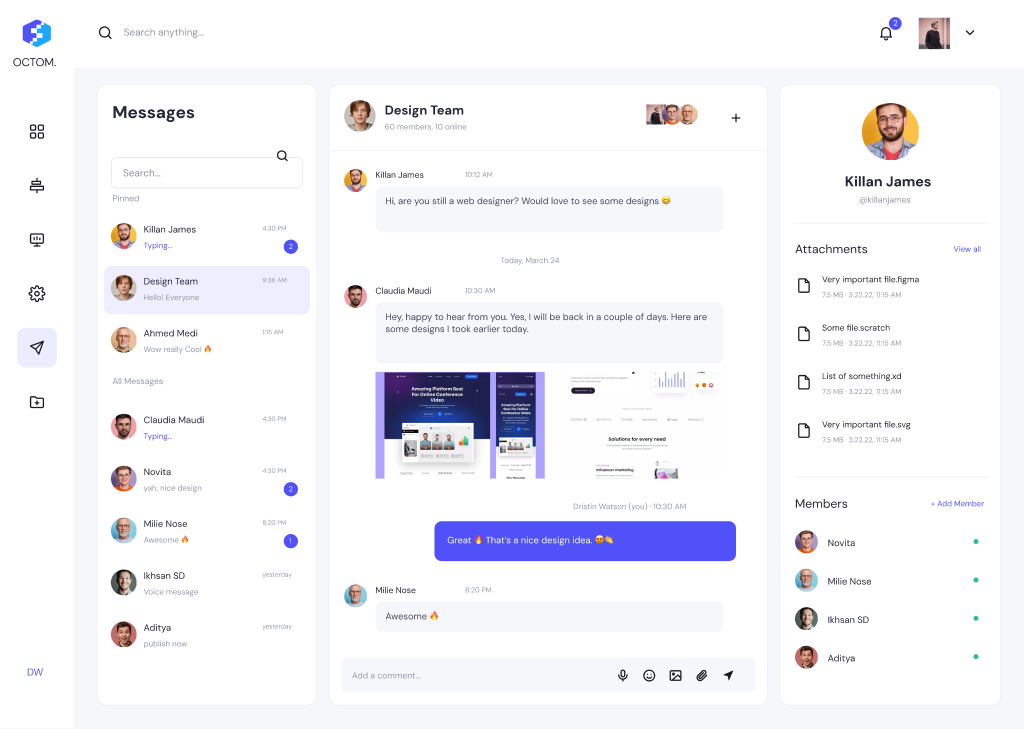 OCTOM.
Search anything...
2
DW
Messages
Search...
Pinned
Killan James
4:30 PM
Typing...
2
Design Team
9:36 AM
Hello! Everyone
Ahmed Medi
1:15 AM
Wow really Cool 🔥
All Messages
Claudia Maudi
4:30 PM
Typing...
Novita
4:30 PM
yah, nice design
2
Milie Nose
8:20 PM
Awesome 🔥
1
Ikhsan SD
yesterday
Voice message
Aditya
yesterday
publish now
Design Team
60 members, 10 online
Killan James
10:12 AM
Hi, are you still a web designer? Would love to see some designs 😋
Today, March 24
Claudia Maudi
10:30 AM
Hey, happy to hear from you. Yes, I will be back in a couple of days. Here are
some designs I took earlier today.
Amazing Platform Best
For Online Conference
Video
Amazing Platform
Best For Online
Conference Video
Solutions for every need
Influencer marketing
Dristin Watson (you) · 10:30 AM
Great 🔥 That's a nice design idea. 😍👏
Milie Nose
8:20 PM
Awesome 🔥
Add a comment...
Killan James
@killanjames
Attachments
View all
Very important file.figma
7.5 MB · 3.22.22, 11:15 AM
Some file.scratch
7.5 MB · 3.22.22, 11:15 AM
List of something.xd
7.5 MB · 3.22.22, 11:15 AM
Very important file.svg
7.5 MB · 3.22.22, 11:15 AM
Members
+ Add Member
Novita
Milie Nose
Ikhsan SD
Aditya